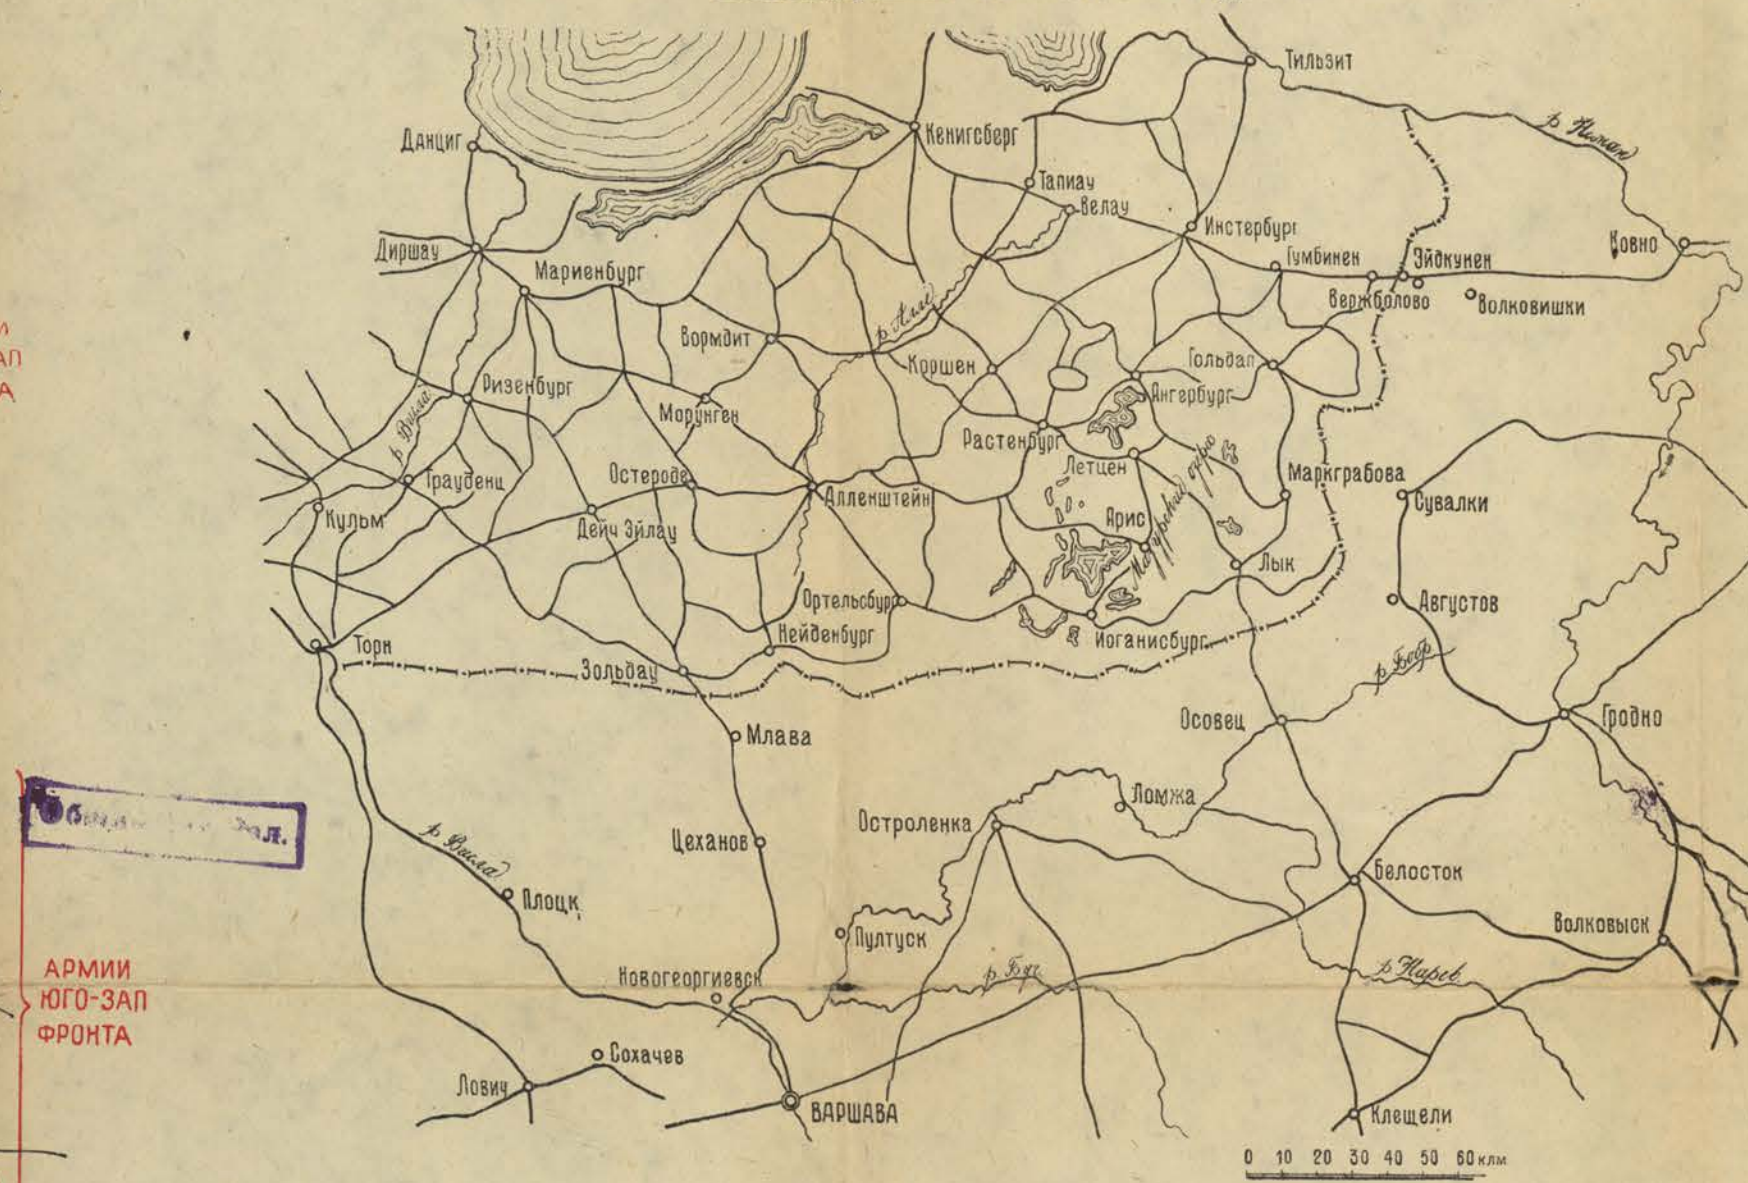 Тильзит
р. Неман
Данциг
Кенигсберг
Тапиау
Велау
Инстербург
Диршау
Мариенбург
Гумбинен
Эйдкунен
Ковно
Вержболово
Волковишки
Вормдит
р. Алле
Коршен
Гольдап
Ангербург
Ризенбург
р. Висла
Морунген
Растенбург
Летцен
Мазурские озера
Маркграбова
Сувалки
Грауденц
Остероде
Алленштейн
Кульм
Дейч Эйлау
Арис
Лык
Августов
Ортельсбург
Нейденбург
Иоганисбург
Торн
Зольдау
р. Бобр
Млава
Осовец
Гродно
Ломжа
Остроленка
Цеханов
р. Висла
Плоцк
Белосток
Пултуск
Волковыск
Новогеоргиевск
р. Буг
р. Нарев
АРМИИ
ЮГО-ЗАП
ФРОНТА
Сохачев
Лович
ВАРШАВА
Клещели
0 10 20 30 40 50 60 клм